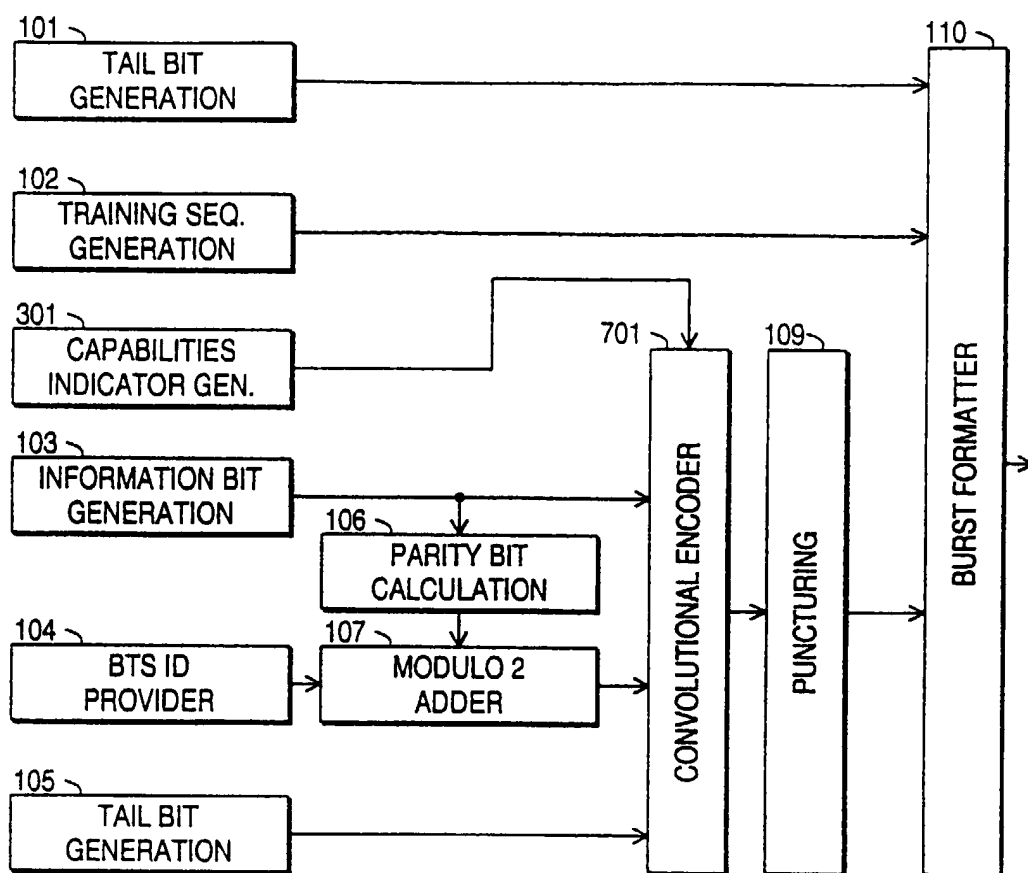 101
TAIL BIT
GENERATION
110
102
TRAINING SEQ.
GENERATION
301
CAPABILITIES
INDICATOR GEN.
701
109
103
INFORMATION BIT
GENERATION
106
PARITY BIT
CALCULATION
104
BTS ID
PROVIDER
107
MODULO 2
ADDER
105
TAIL BIT
GENERATION
CONVOLUTIONAL ENCODER
PUNCTURING
BURST FORMATTER